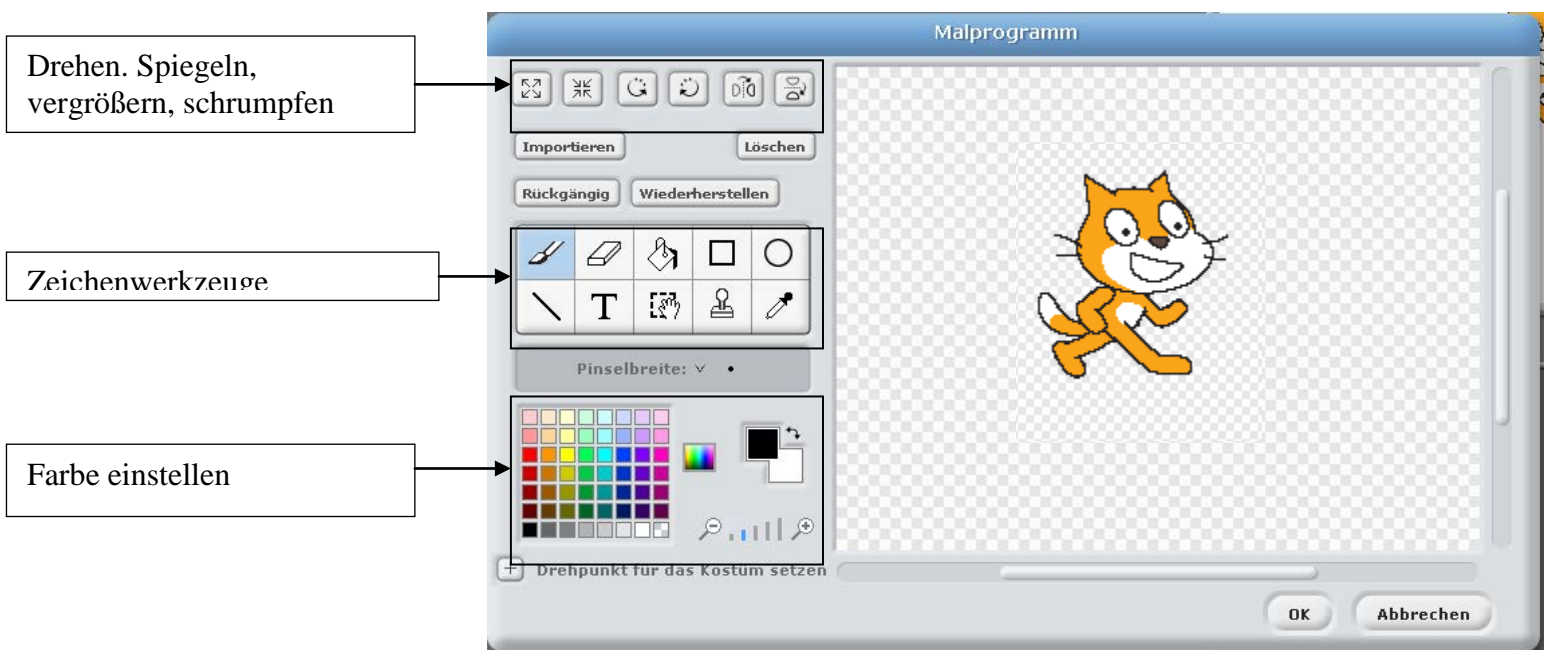 Malprogramm
Drehen. Spiegeln,
vergrößern, schrumpfen
Importieren
Löschen
Rückgängig
Wiederherstellen
Zeichenwerkzeuge
T
Pinselbreite:
Farbe einstellen
Drehpunkt für das Kostüm setzen
OK
Abbrechen